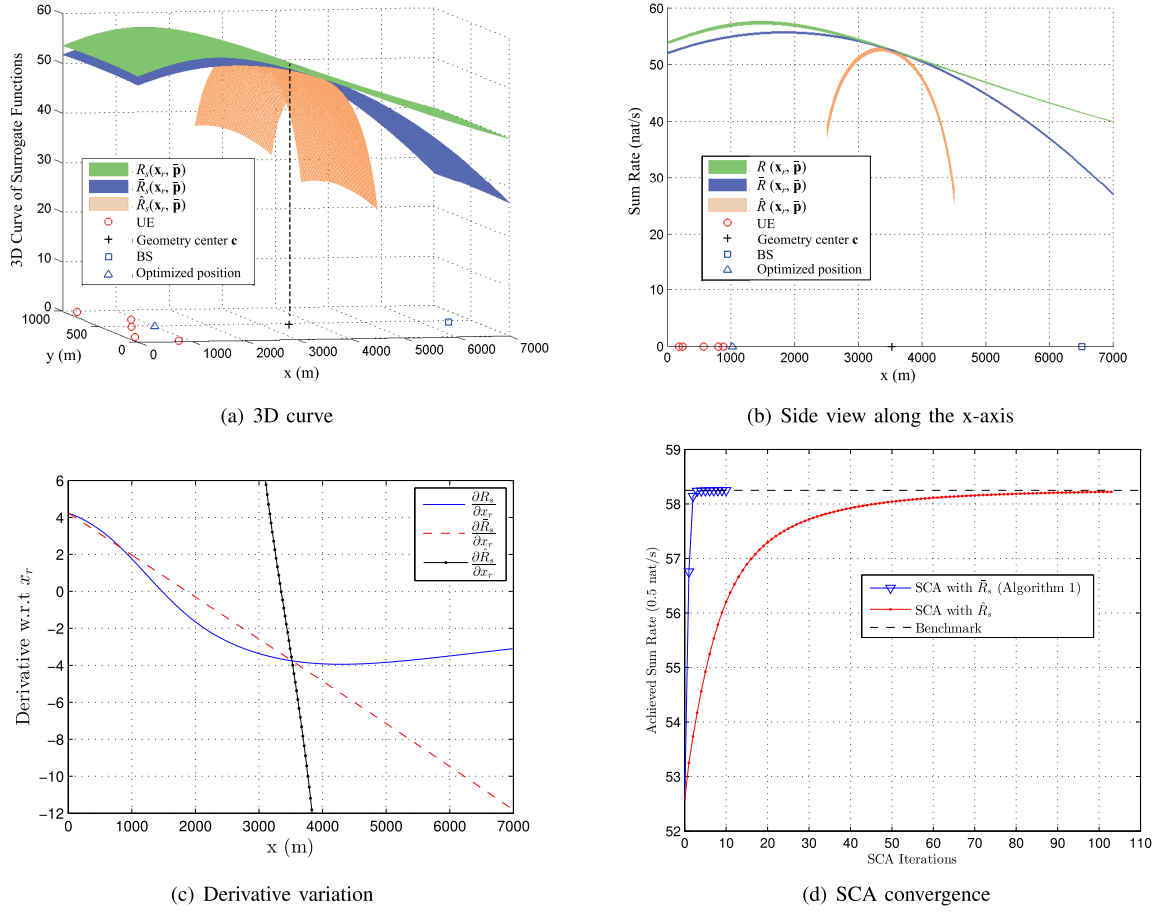 60
50
40
30
20
10
0
3D Curve of Surrogate Functions
R_s(x_r, p̄)
R̄_s(x_r, p̄)
R̂_s(x_r, p̄)
UE
Geometry center c
BS
Optimized position
1000
500
0
y (m)
0 1000 2000 3000 4000 5000 6000 7000
x (m)
(a) 3D curve
60
50
40
30
20
10
0
Sum Rate (nat/s)
R (x_r, p̄)
R̄ (x_r, p̄)
R̂ (x_r, p̄)
UE
Geometry center c
BS
Optimized position
0 1000 2000 3000 4000 5000 6000 7000
x (m)
(b) Side view along the x-axis
6
4
2
0
−2
−4
−6
−8
−10
−12
Derivative w.r.t x_r
∂R_s/∂x_r
∂R̄_s/∂x_r
∂R̂_s/∂x_r
0 1000 2000 3000 4000 5000 6000 7000
x (m)
(c) Derivative variation
59
58
57
56
55
54
53
52
Achieved Sum Rate (0.5 nat/s)
SCA with R̄_s (Algorithm 1)
SCA with R̂_s
Benchmark
0 10 20 30 40 50 60 70 80 90 100 110
SCA Iterations
(d) SCA convergence